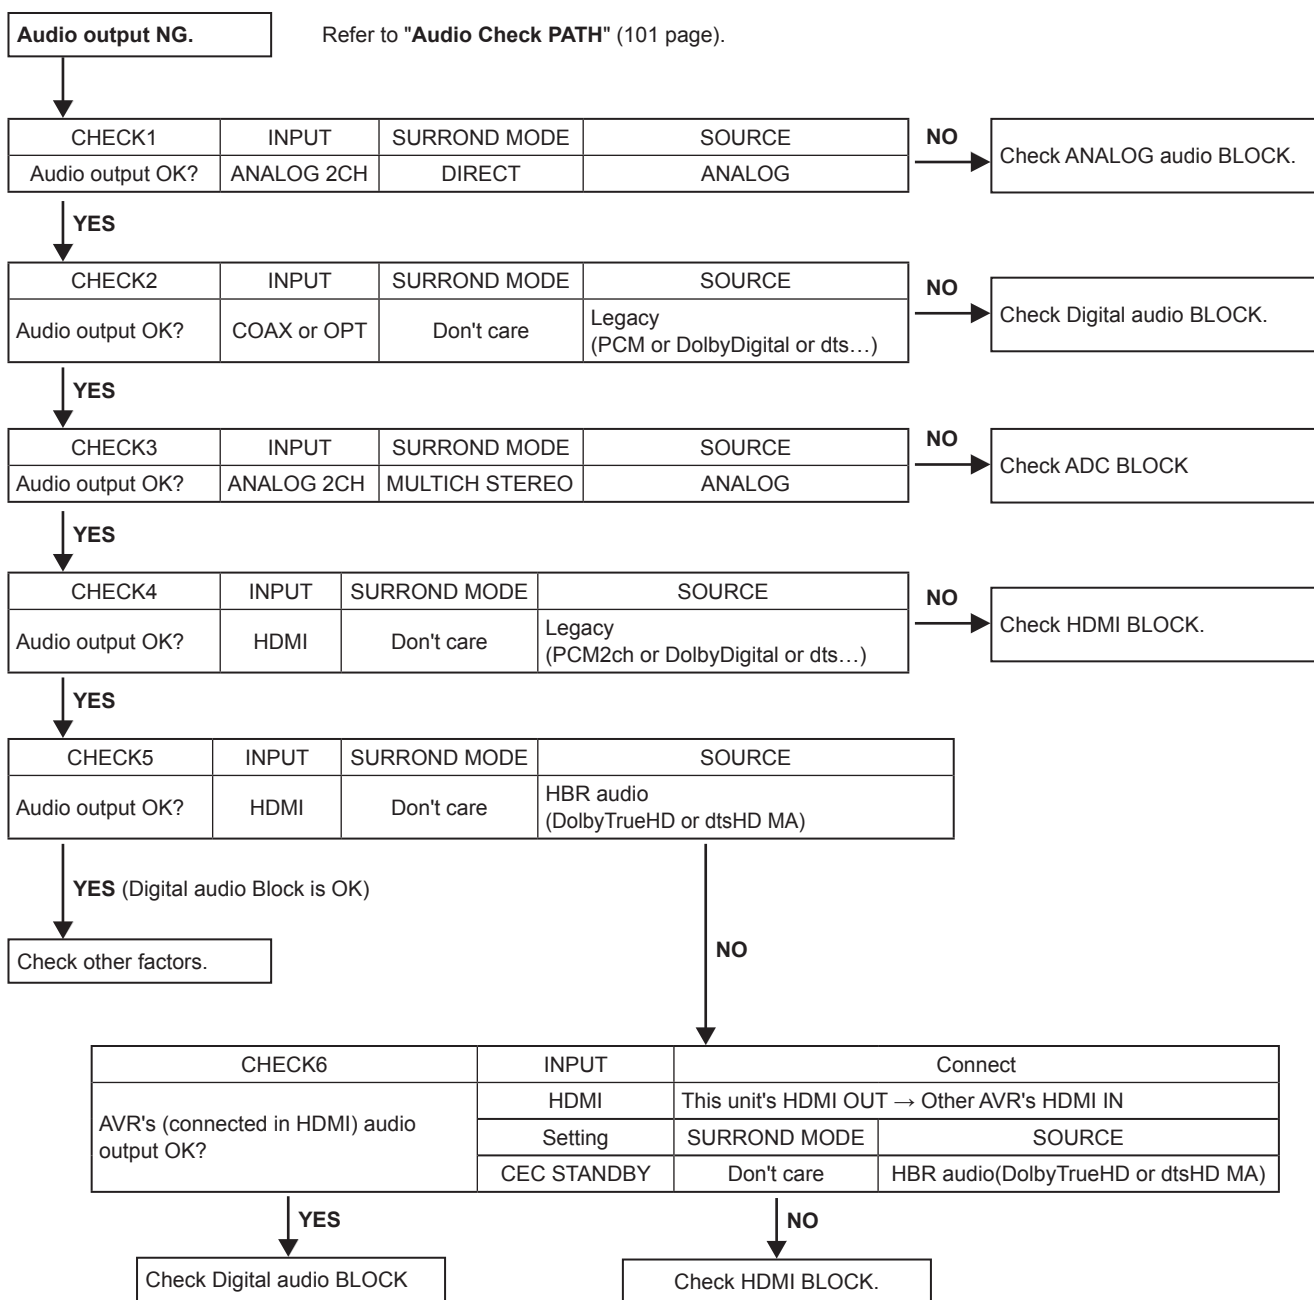 Audio output NG.
Refer to "Audio Check PATH" (101 page).
CHECK1 INPUT SURROND MODE SOURCE
Audio output OK? ANALOG 2CH DIRECT ANALOG
NO
Check ANALOG audio BLOCK.
YES
CHECK2 INPUT SURROND MODE SOURCE
Audio output OK? COAX or OPT Don't care Legacy
(PCM or DolbyDigital or dts…)
NO
Check Digital audio BLOCK.
YES
CHECK3 INPUT SURROND MODE SOURCE
Audio output OK? ANALOG 2CH MULTICH STEREO ANALOG
NO
Check ADC BLOCK
YES
CHECK4 INPUT SURROND MODE SOURCE
Audio output OK? HDMI Don't care Legacy
(PCM2ch or DolbyDigital or dts…)
NO
Check HDMI BLOCK.
YES
CHECK5 INPUT SURROND MODE SOURCE
Audio output OK? HDMI Don't care HBR audio
(DolbyTrueHD or dtsHD MA)
YES (Digital audio Block is OK)
Check other factors.
NO
CHECK6 INPUT Connect
AVR's (connected in HDMI) audio
output OK?
HDMI This unit's HDMI OUT → Other AVR's HDMI IN
Setting SURROND MODE SOURCE
CEC STANDBY Don't care HBR audio(DolbyTrueHD or dtsHD MA)
YES
Check Digital audio BLOCK
NO
Check HDMI BLOCK.